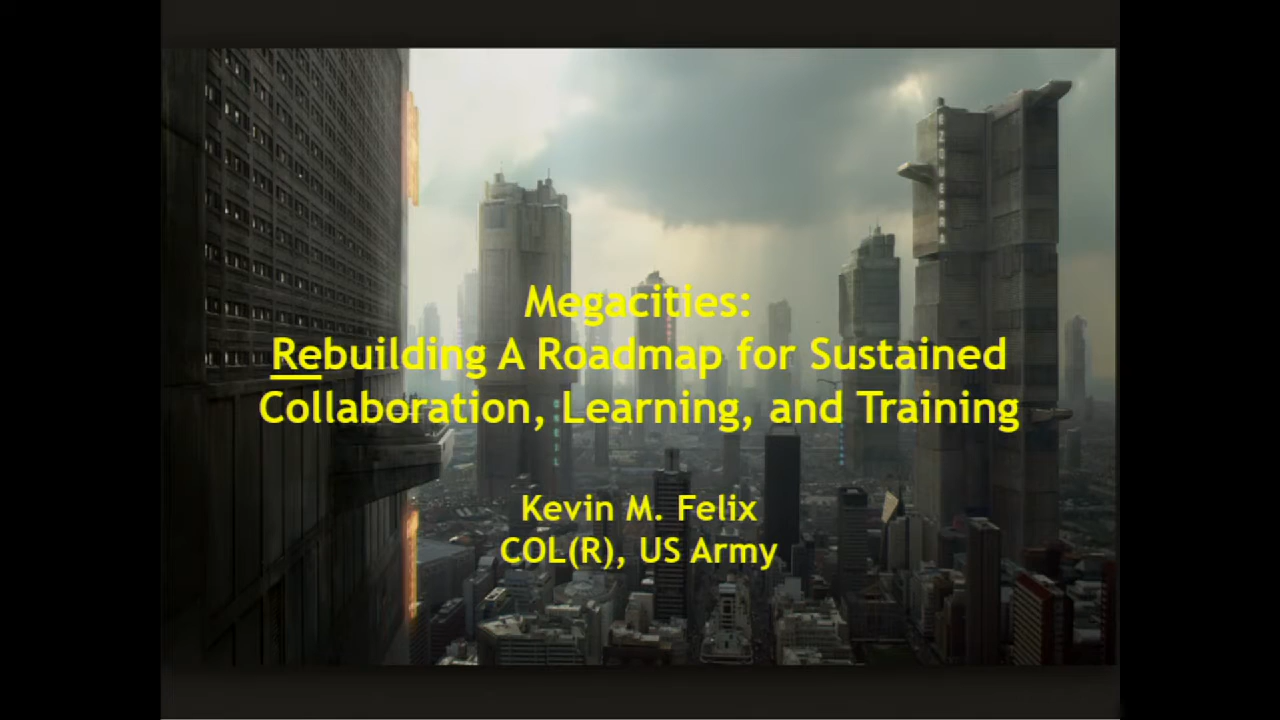 Megacities:
Rebuilding A Roadmap for Sustained
Collaboration, Learning, and Training
Kevin M. Felix
COL(R), US Army